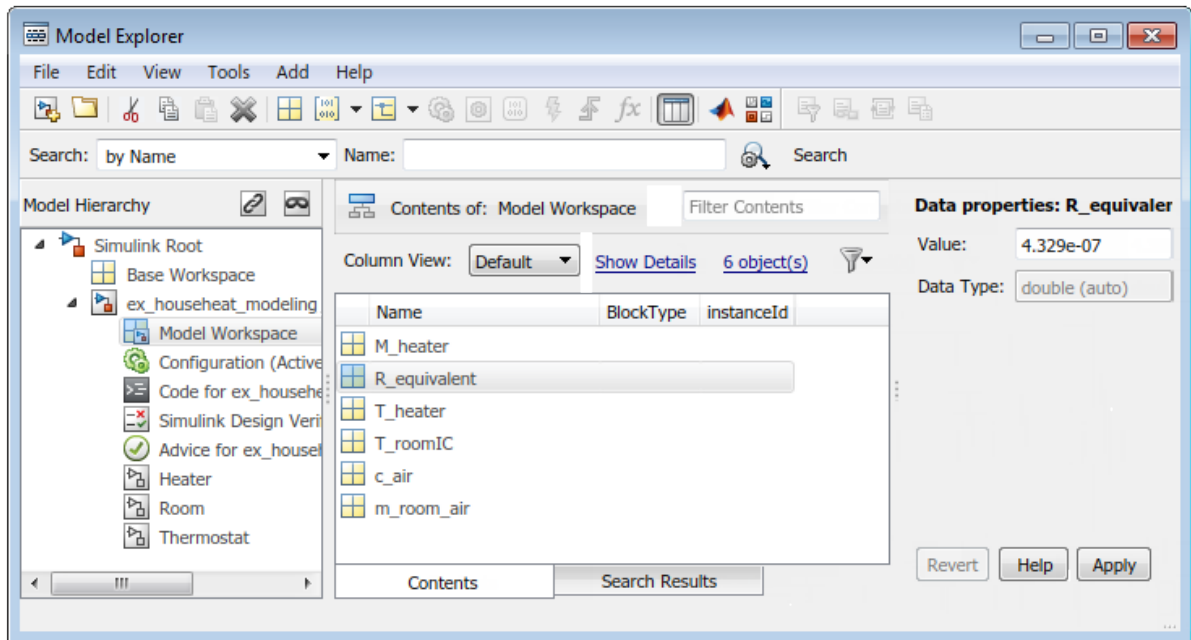 Model Explorer
File Edit View Tools Add Help
fx
Search: by Name Name: Search
Model Hierarchy
Simulink Root
Base Workspace
ex_househeat_modeling
Model Workspace
Configuration (Active
Code for ex_househe
Simulink Design Veri
Advice for ex_househ
Heater
Room
Thermostat
Contents of: Model Workspace Filter Contents
Column View: Default Show Details 6 object(s)
Name BlockType instanceId
M_heater
R_equivalent
T_heater
T_roomIC
c_air
m_room_air
Contents Search Results
Data properties: R_equivaler
Value: 4.329e-07
Data Type: double (auto)
Revert Help Apply